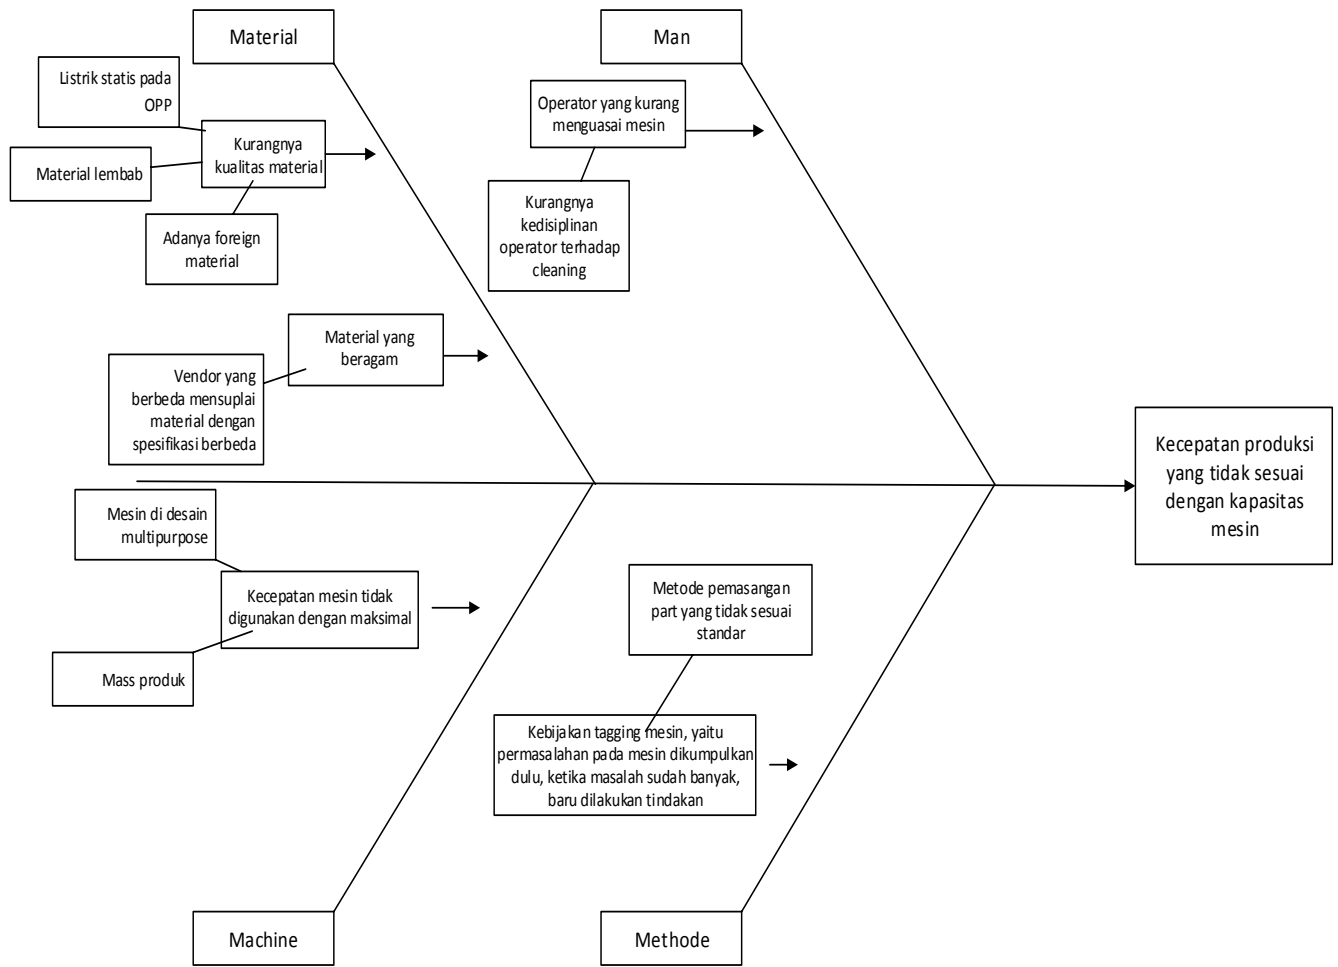 Material
Man
Listrik statis pada
OPP
Kurangnya
kualitas material
Material lembab
Adanya foreign
material
Operator yang kurang
menguasai mesin
Kurangnya
kedisiplinan
operator terhadap
cleaning
Material yang
beragam
Vendor yang
berbeda mensuplai
material dengan
spesifikasi berbeda
Kecepatan produksi
yang tidak sesuai
dengan kapasitas
mesin
Mesin di desain
multipurpose
Kecepatan mesin tidak
digunakan dengan maksimal
Mass produk
Metode pemasangan
part yang tidak sesuai
standar
Kebijakan tagging mesin, yaitu
permasalahan pada mesin dikumpulkan
dulu, ketika masalah sudah banyak,
baru dilakukan tindakan
Machine
Methode